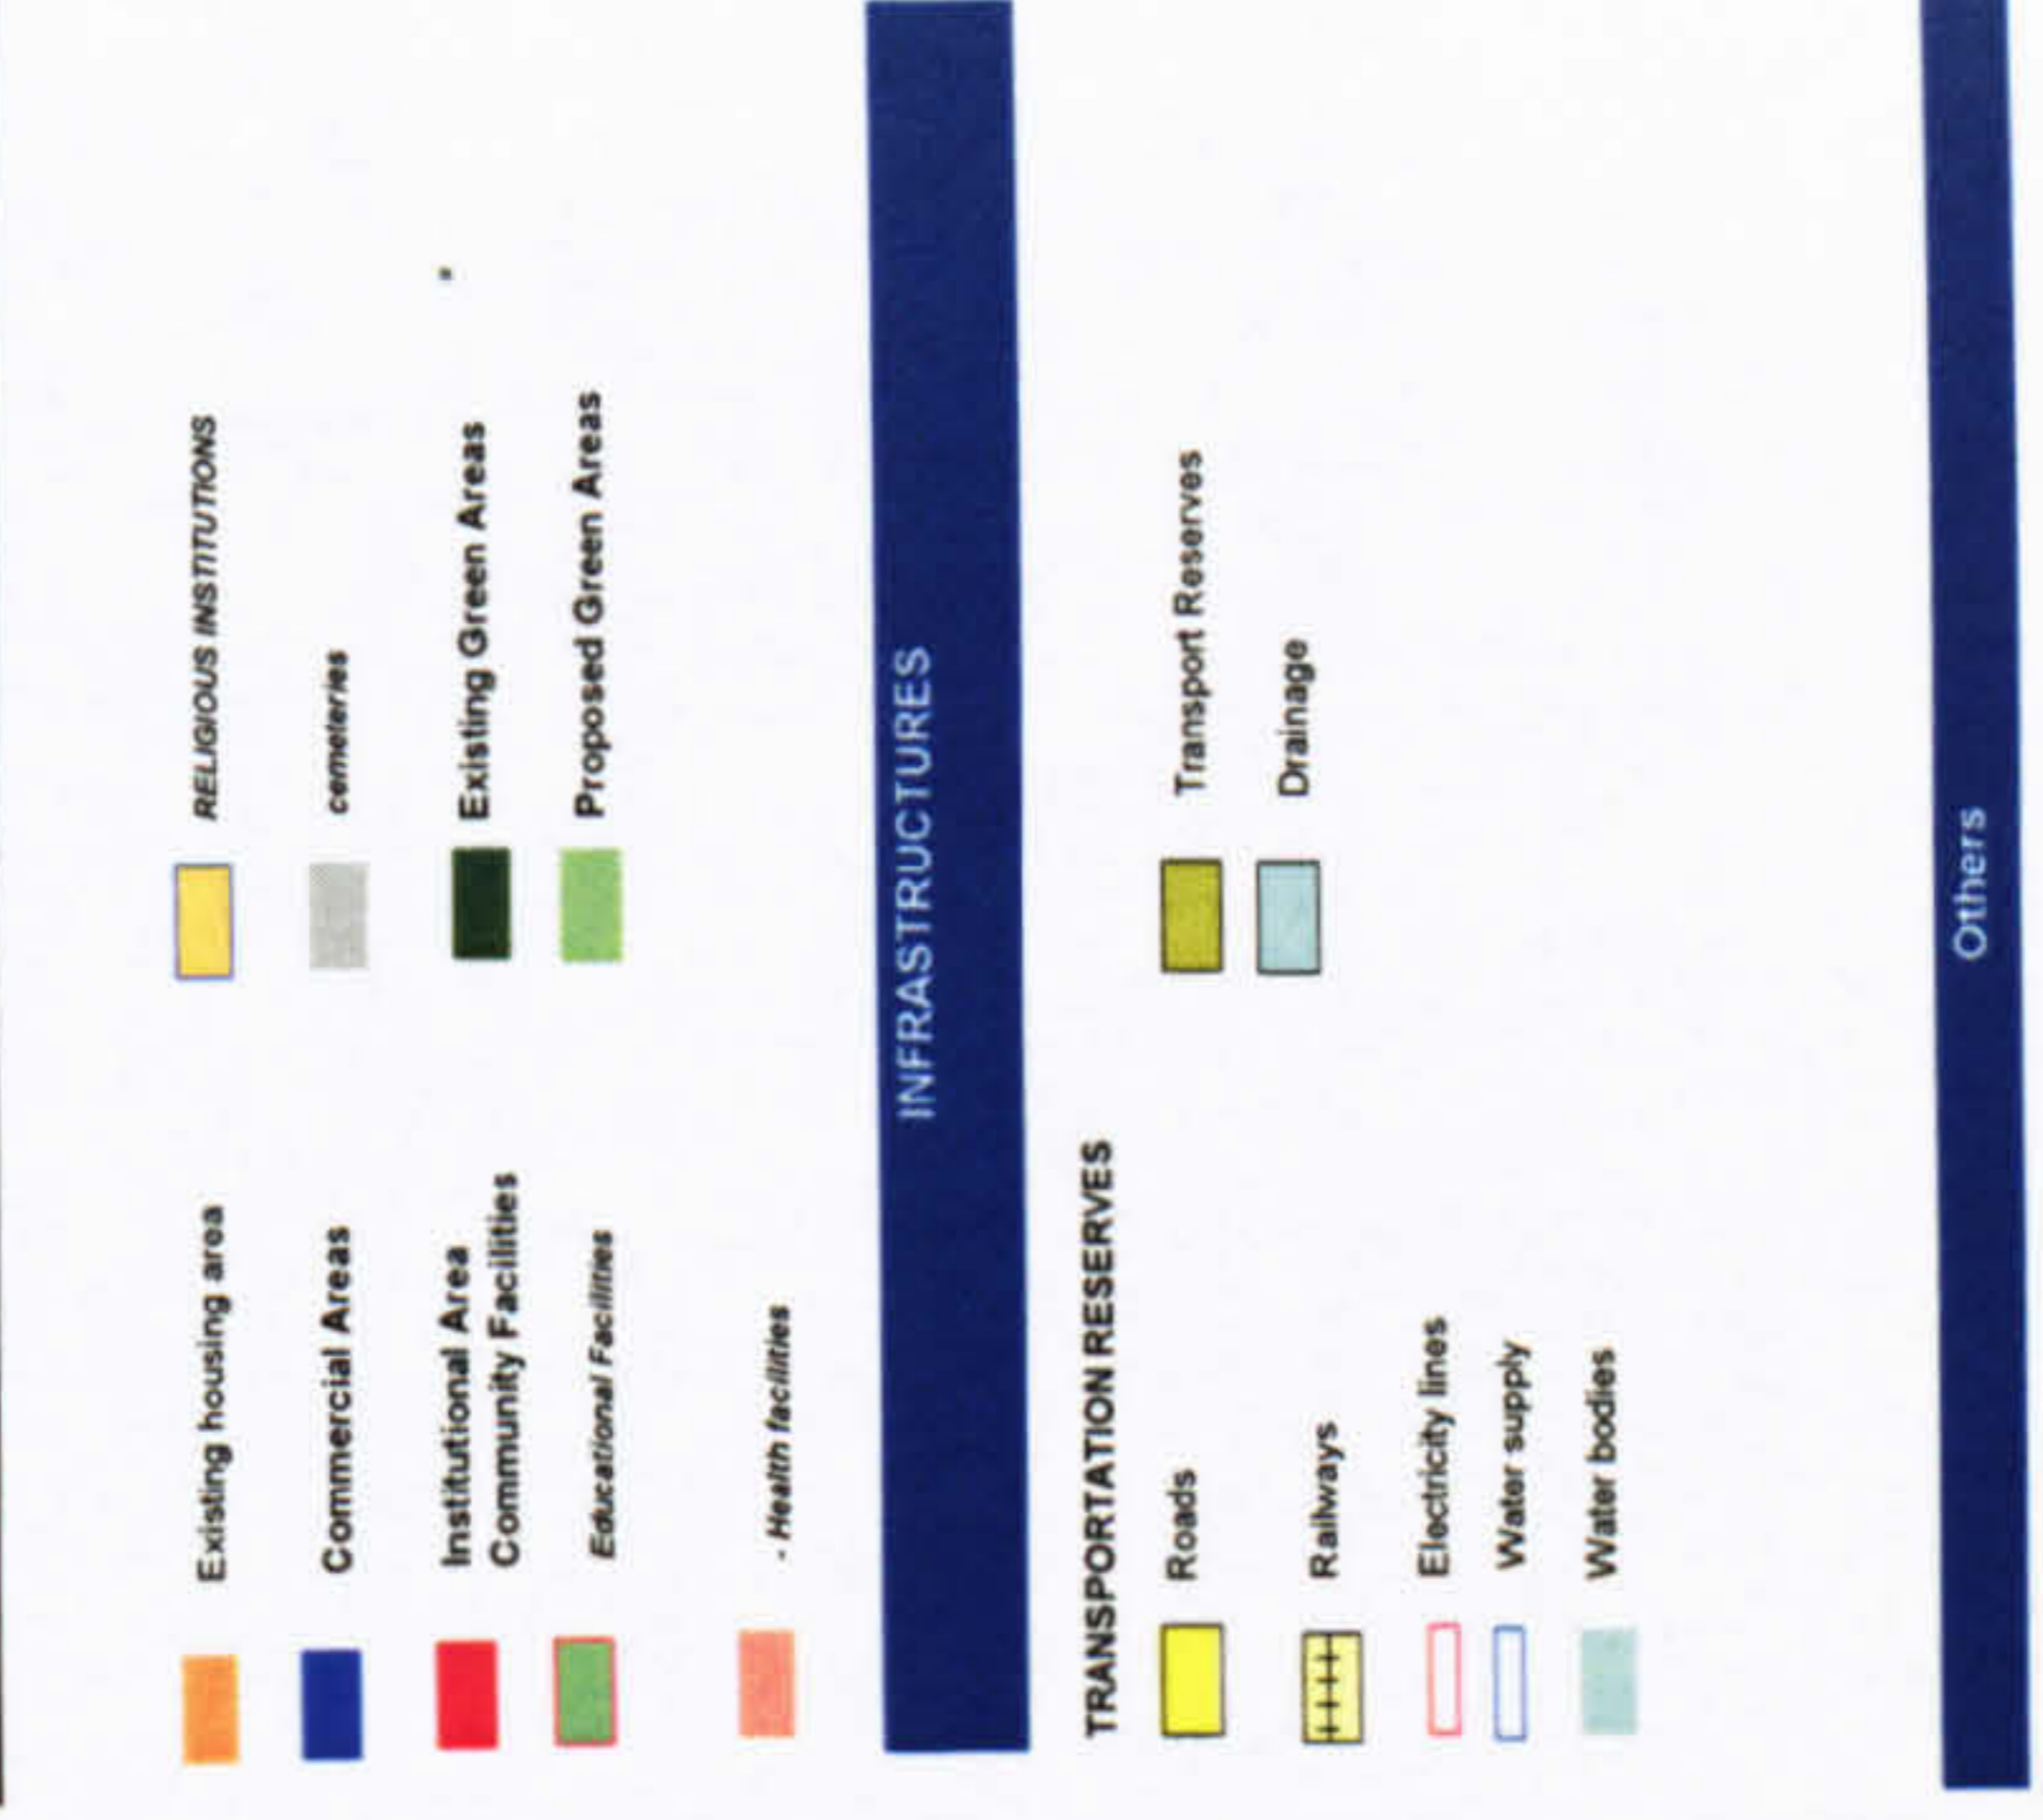 Existing housing area
Commercial Areas
Institutional Area
Community Facilities
Educational Facilities
- Health facilities
RELIGIOUS INSTITUTIONS
cemeteries
Existing Green Areas
Proposed Green Areas
INFRASTRUCTURES
TRANSPORTATION RESERVES
Roads
Railways
Electricity lines
Water supply
Water bodies
Transport Reserves
Drainage
Others